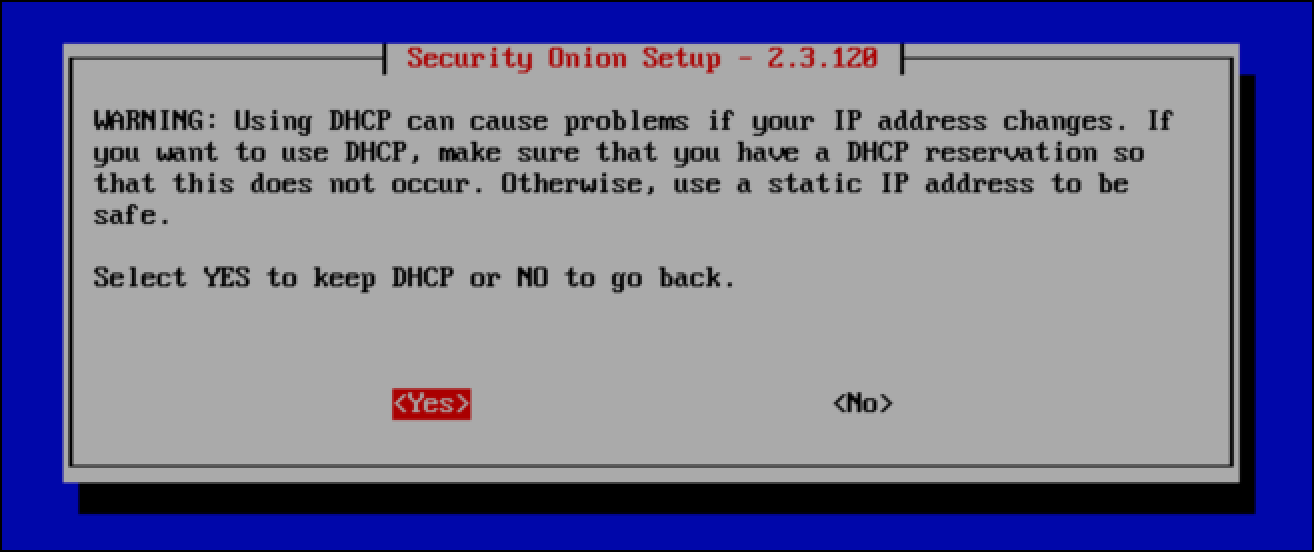 Security Onion Setup - 2.3.120
WARNING: Using DHCP can cause problems if your IP address changes. If
you want to use DHCP, make sure that you have a DHCP reservation so
that this does not occur. Otherwise, use a static IP address to be
safe.
Select YES to keep DHCP or NO to go back.
<Yes> <No>